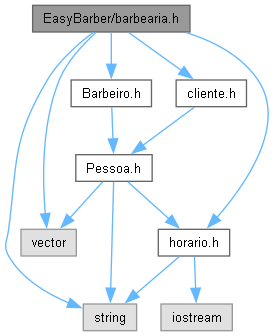 EasyBarber/barbearia.h
Barbeiro.h
cliente.h
Pessoa.h
vector
horario.h
string
iostream